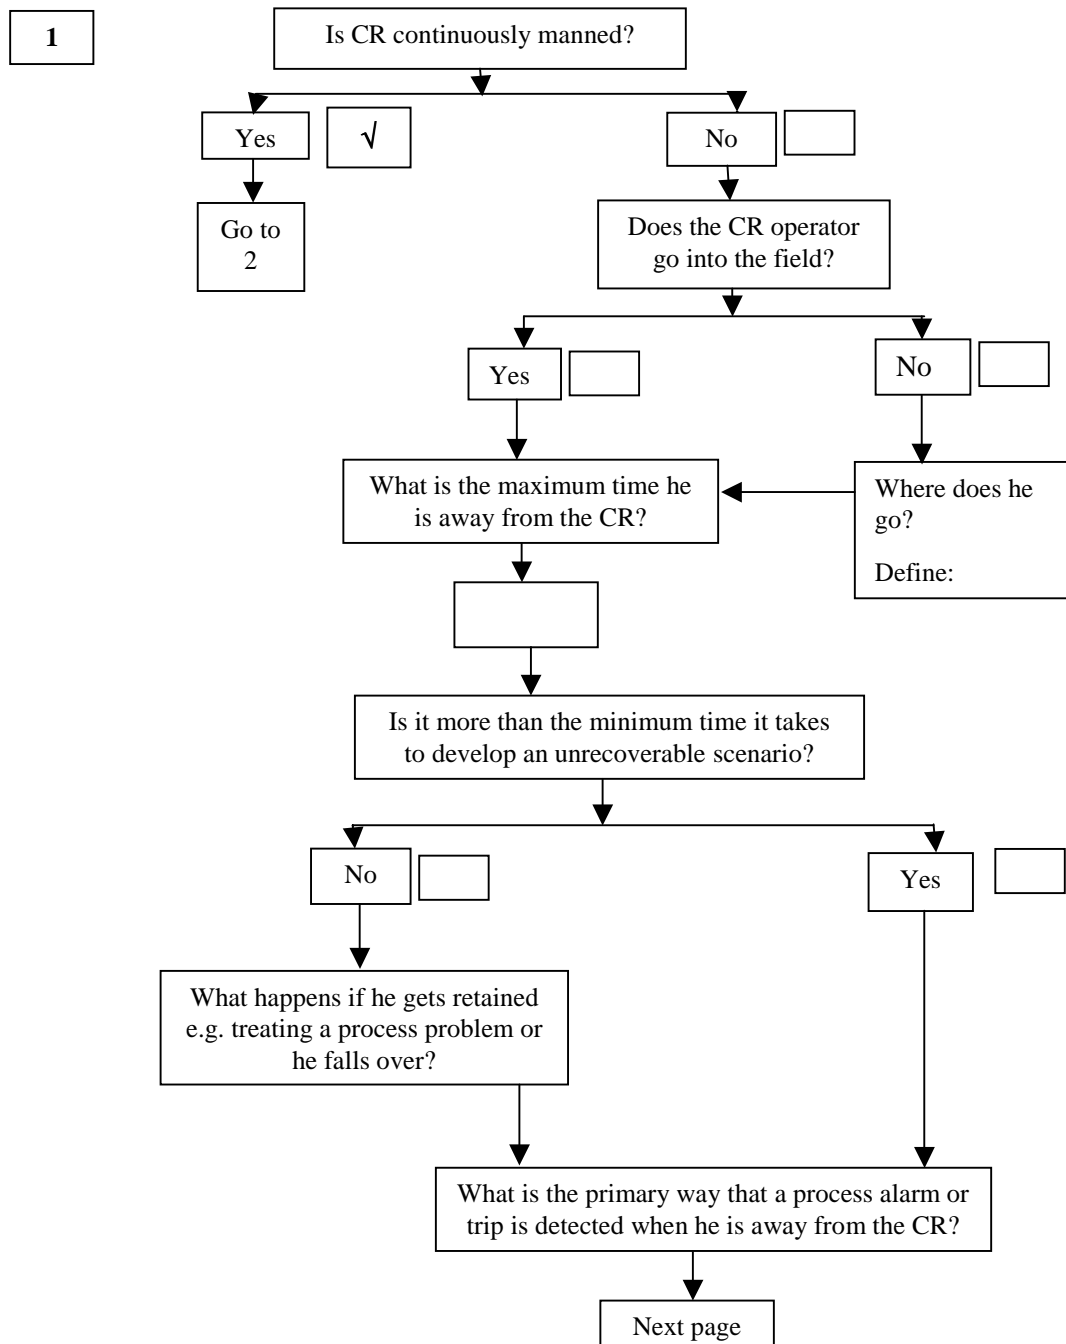 1
Is CR continuously manned?
Yes
√
No
Go to
2
Does the CR operator
go into the field?
Yes
No
What is the maximum time he
is away from the CR?
Where does he
go?
Define:
Is it more than the minimum time it takes
to develop an unrecoverable scenario?
No
Yes
What happens if he gets retained
e.g. treating a process problem or
he falls over?
What is the primary way that a process alarm or
trip is detected when he is away from the CR?
Next page